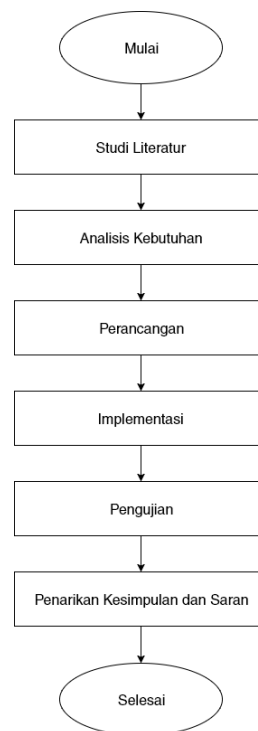 Mulai
Studi Literatur
Analisis Kebutuhan
Perancangan
Implementasi
Pengujian
Penarikan Kesimpulan dan Saran
Selesai